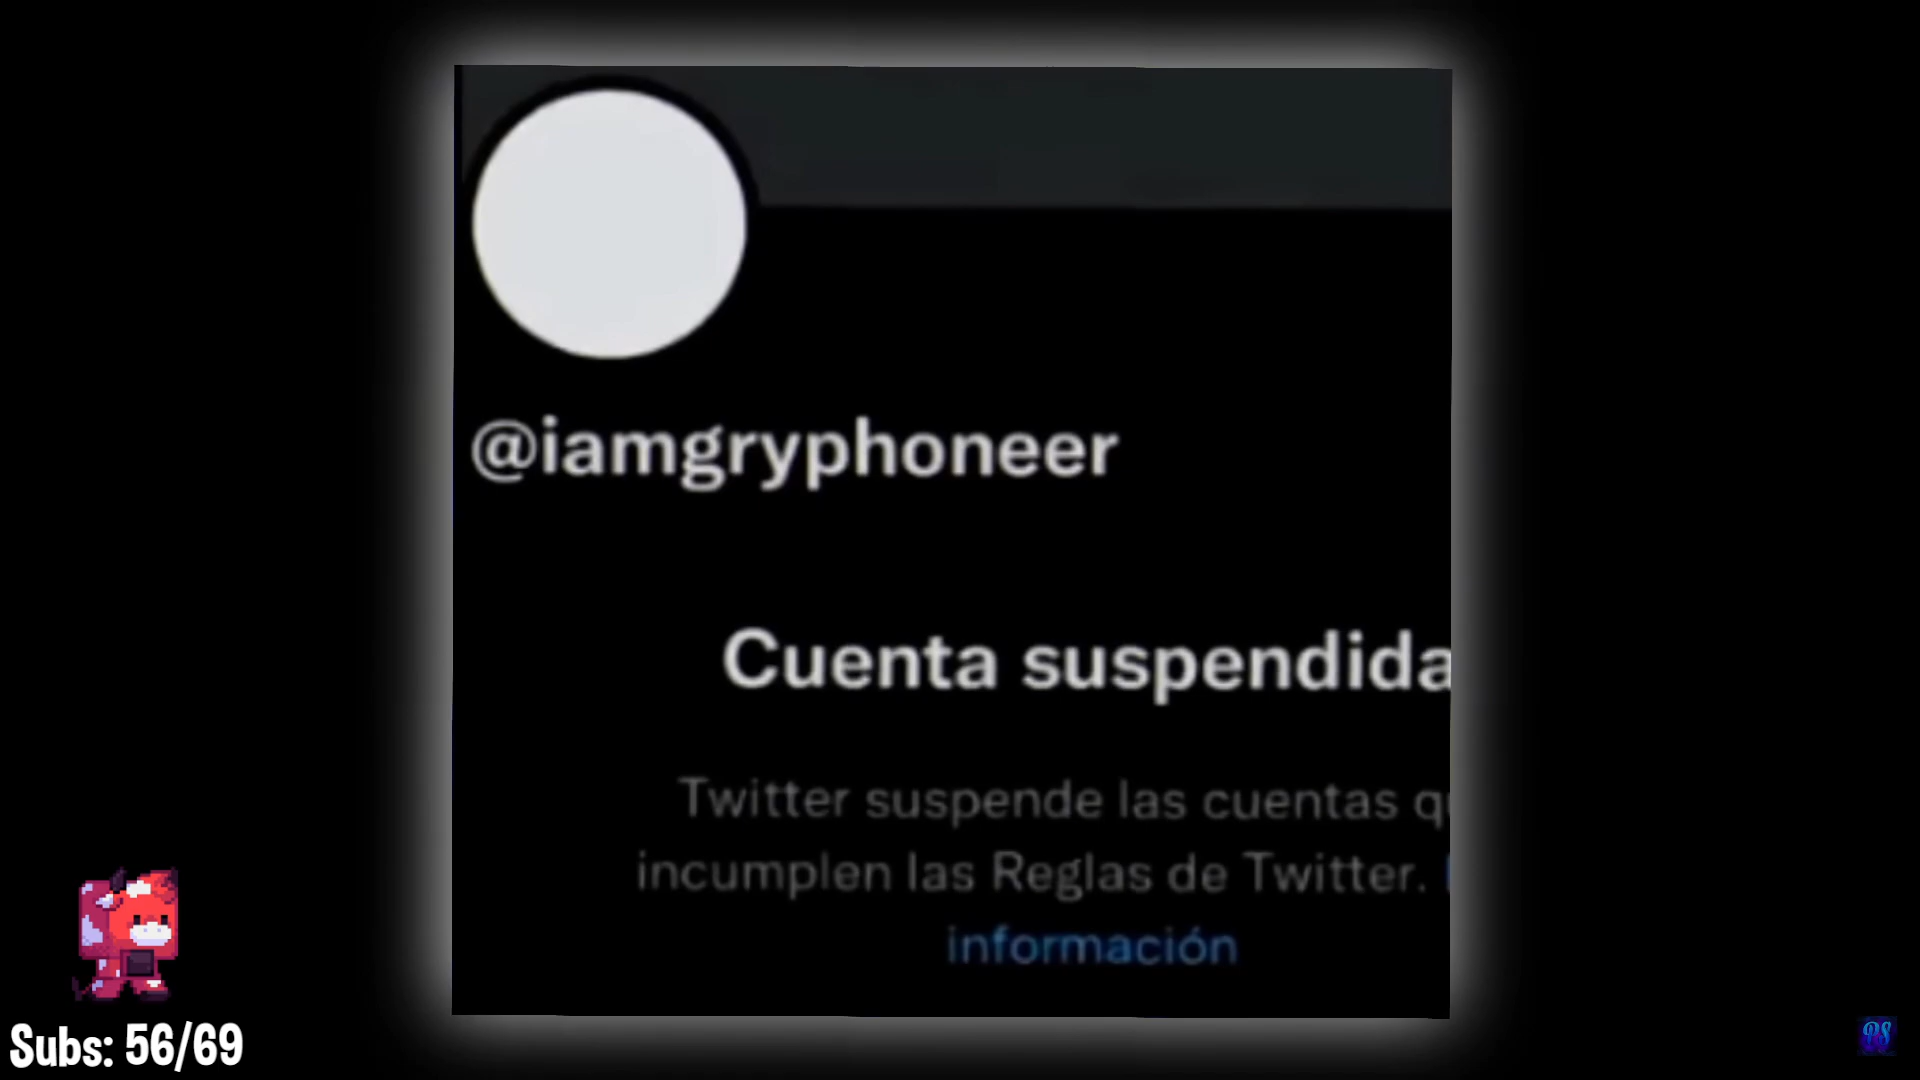 @iamgryphoneer
Cuenta suspendida
Twitter suspende las cuentas
incumplen las Reglas de Twitter.
información
Subs: 56/69